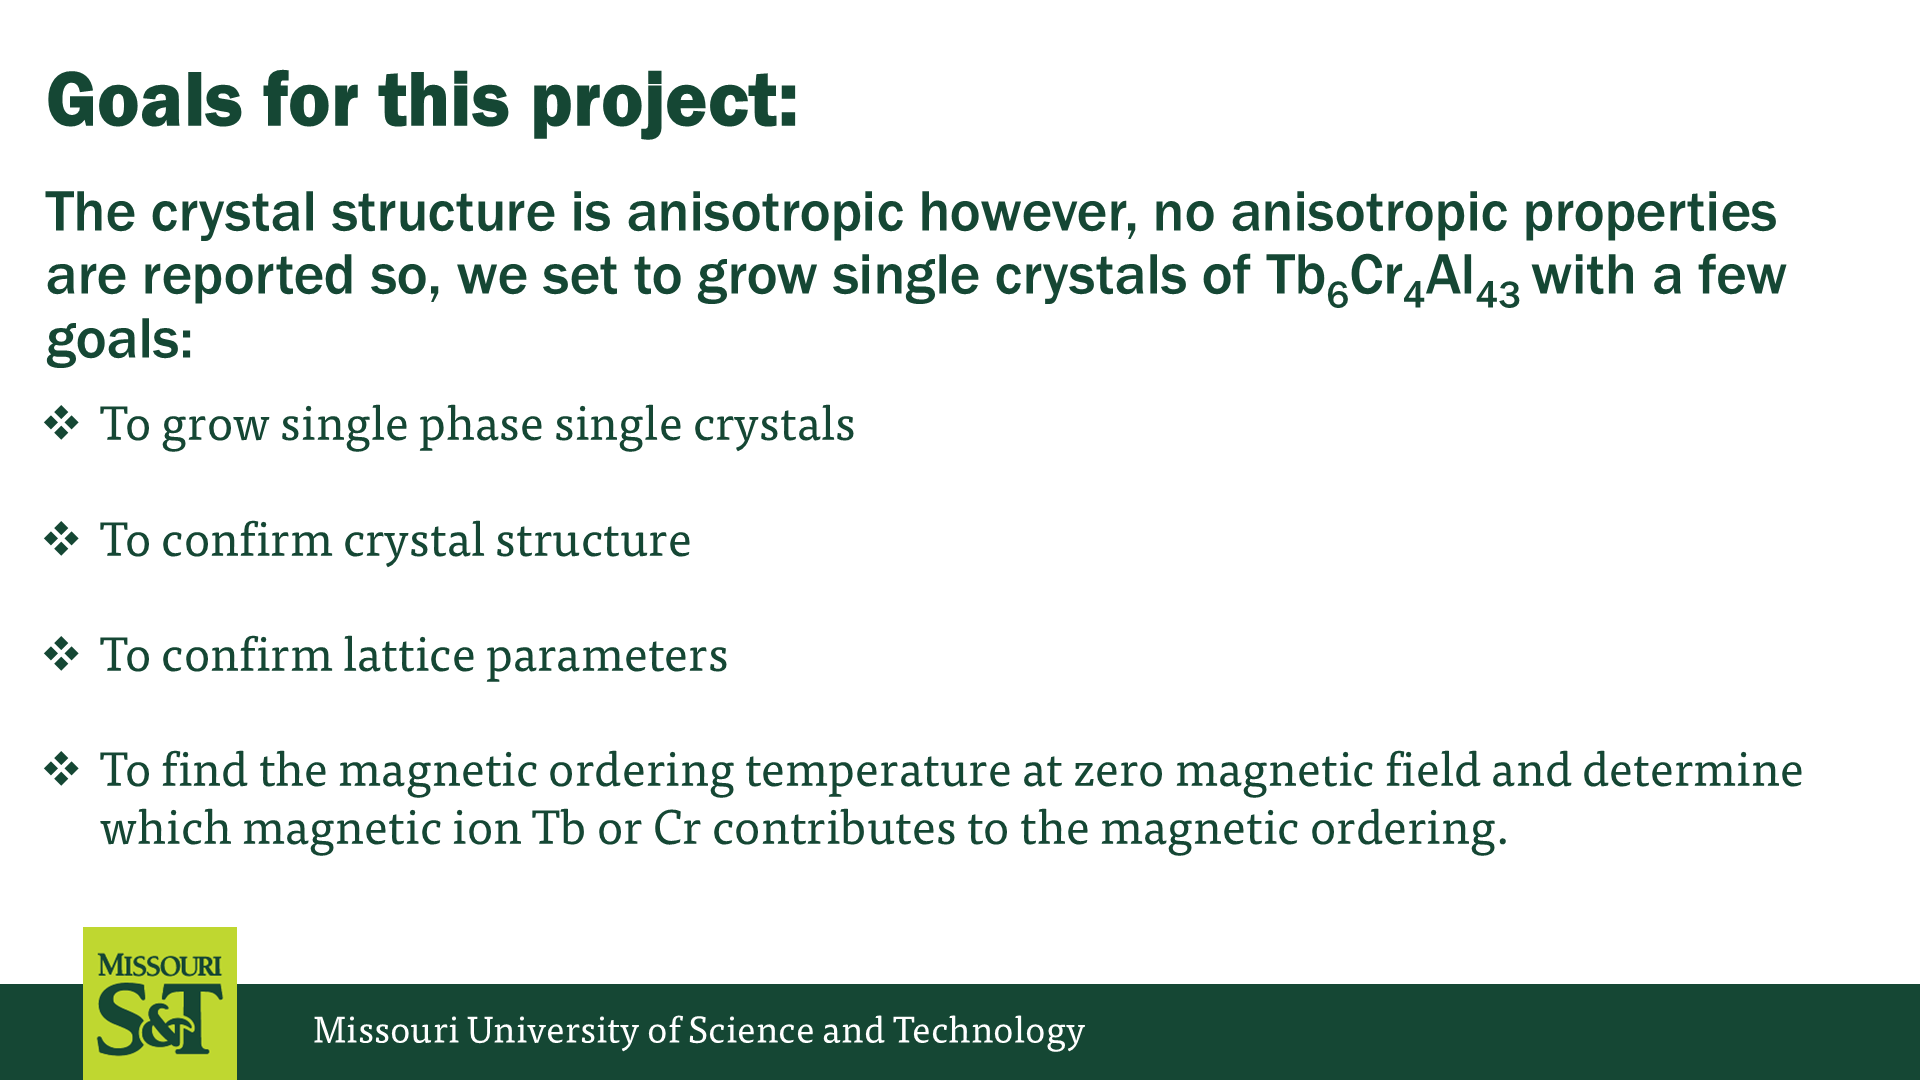 Goals for this project:
The crystal structure is anisotropic however, no anisotropic properties
are reported so, we set to grow single crystals of Tb₆Cr₄Al₄₃ with a few
goals:
❖ To grow single phase single crystals
❖ To confirm crystal structure
❖ To confirm lattice parameters
❖ To find the magnetic ordering temperature at zero magnetic field and determine
which magnetic ion Tb or Cr contributes to the magnetic ordering.
MISSOURI
S&T
Missouri University of Science and Technology